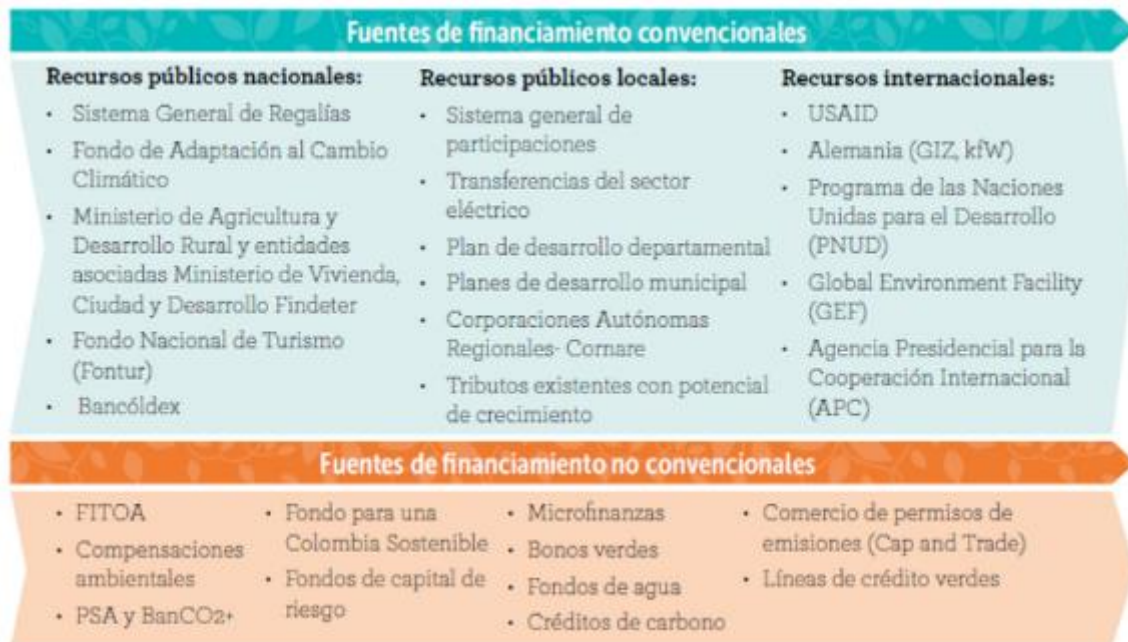 Fuentes de financiamiento convencionales
Recursos públicos nacionales:
• Sistema General de Regalías
• Fondo de Adaptación al Cambio
Climático
• Ministerio de Agricultura y
Desarrollo Rural y entidades
asociadas Ministerio de Vivienda,
Ciudad y Desarrollo Findeter
• Fondo Nacional de Turismo
(Fontur)
• Bancóldex
Recursos públicos locales:
• Sistema general de
participaciones
• Transferencias del sector
eléctrico
• Plan de desarrollo departamental
• Planes de desarrollo municipal
• Corporaciones Autónomas
Regionales- Cornare
• Tributos existentes con potencial
de crecimiento
Recursos internacionales:
• USAID
• Alemania (GIZ, kfW)
• Programa de las Naciones
Unidas para el Desarrollo
(PNUD)
• Global Environment Facility
(GEF)
• Agencia Presidencial para la
Cooperación Internacional
(APC)
Fuentes de financiamiento no convencionales
• FITOA
• Compensaciones
ambientales
• PSA y BanCO2+
• Fondo para una
Colombia Sostenible
• Fondos de capital de
riesgo
• Microfinanzas
• Bonos verdes
• Fondos de agua
• Créditos de carbono
• Comercio de permisos de
emisiones (Cap and Trade)
• Líneas de crédito verdes